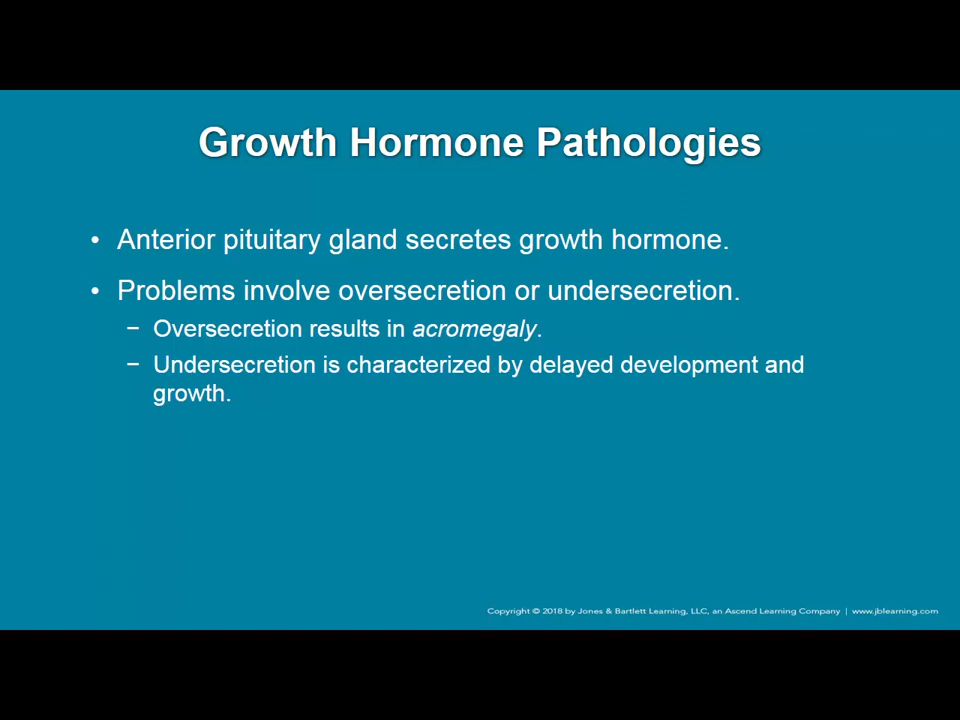 Growth Hormone Pathologies
• Anterior pituitary gland secretes growth hormone.
• Problems involve oversecretion or undersecretion.
− Oversecretion results in acromegaly.
− Undersecretion is characterized by delayed development and
growth.
Copyright © 2018 by Jones & Bartlett Learning, LLC, an Ascend Learning Company | www.jblearning.com